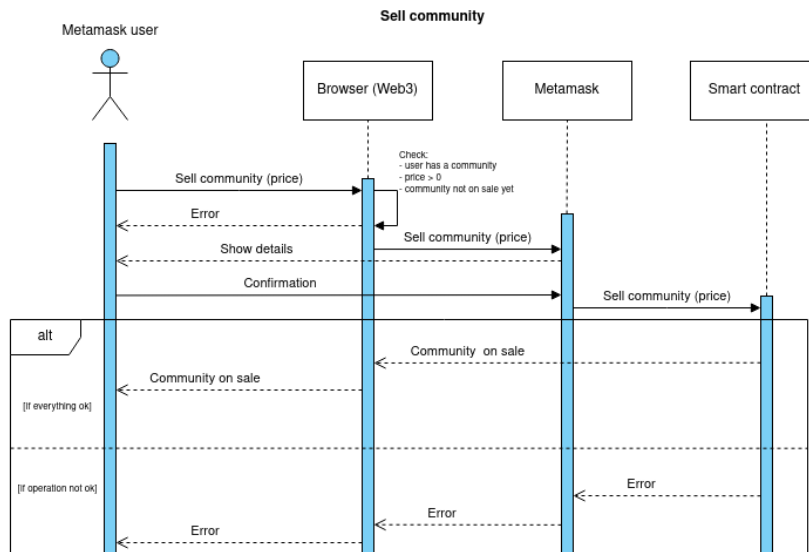 Sell community
Metamask user
Browser (Web3)
Metamask
Smart contract
Check:
- user has a community
- price > 0
- community not on sale yet
Sell community (price)
Error
Sell community (price)
Show details
Confirmation
Sell community (price)
alt
Community on sale
Community on sale
[If everything ok]
[If operation not ok]
Error
Error
Error